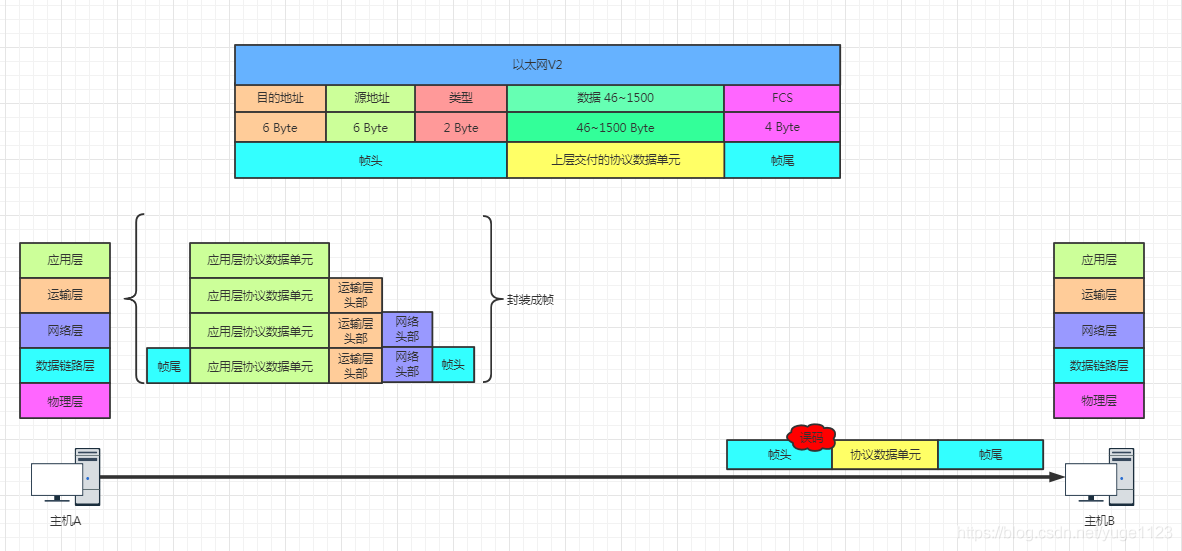 以太网V2
目的地址
源地址
类型
数据 46~1500
FCS
6 Byte
6 Byte
2 Byte
46~1500 Byte
4 Byte
帧头
上层交付的协议数据单元
帧尾
应用层
运输层
网络层
数据链路层
物理层
应用层协议数据单元
应用层协议数据单元
运输层
头部
应用层协议数据单元
运输层
头部
网络
头部
帧尾
应用层协议数据单元
运输层
头部
网络
头部
帧头
封装成帧
应用层
运输层
网络层
数据链路层
物理层
误码
帧头
协议数据单元
帧尾
主机A
主机B
https://blog.csdn.net/yuge1123